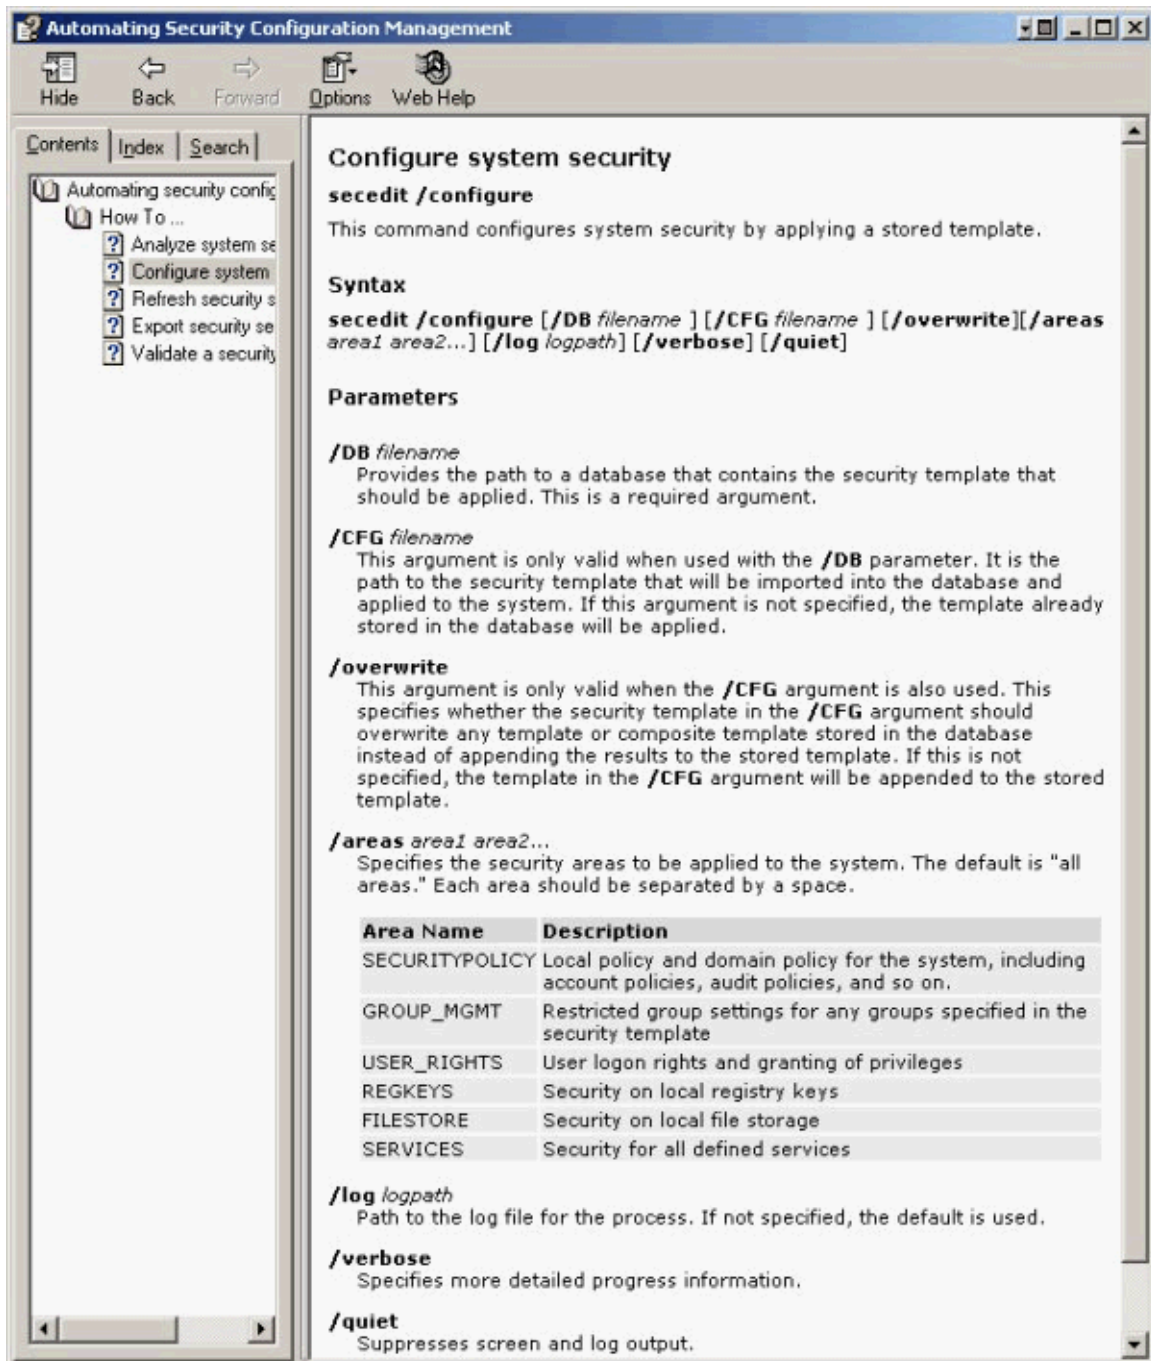 Automating Security Configuration Management
Hide Back Forward Options Web Help
Contents Index Search
Automating security config
How To ...
Analyze system se
Configure system
Refresh security s
Export security se
Validate a security
Configure system security
secedit /configure
This command configures system security by applying a stored template.
Syntax
secedit /configure [/DB filename ] [/CFG filename ] [/overwrite][/areas
area1 area2...] [/log logpath] [/verbose] [/quiet]
Parameters
/DB filename
Provides the path to a database that contains the security template that
should be applied. This is a required argument.
/CFG filename
This argument is only valid when used with the /DB parameter. It is the
path to the security template that will be imported into the database and
applied to the system. If this argument is not specified, the template already
stored in the database will be applied.
/overwrite
This argument is only valid when the /CFG argument is also used. This
specifies whether the security template in the /CFG argument should
overwrite any template or composite template stored in the database
instead of appending the results to the stored template. If this is not
specified, the template in the /CFG argument will be appended to the stored
template.
/areas area1 area2...
Specifies the security areas to be applied to the system. The default is "all
areas." Each area should be separated by a space.
Area Name Description
SECURITYPOLICY Local policy and domain policy for the system, including
account policies, audit policies, and so on.
GROUP_MGMT Restricted group settings for any groups specified in the
security template
USER_RIGHTS User logon rights and granting of privileges
REGKEYS Security on local registry keys
FILESTORE Security on local file storage
SERVICES Security for all defined services
/log logpath
Path to the log file for the process. If not specified, the default is used.
/verbose
Specifies more detailed progress information.
/quiet
Suppresses screen and log output.